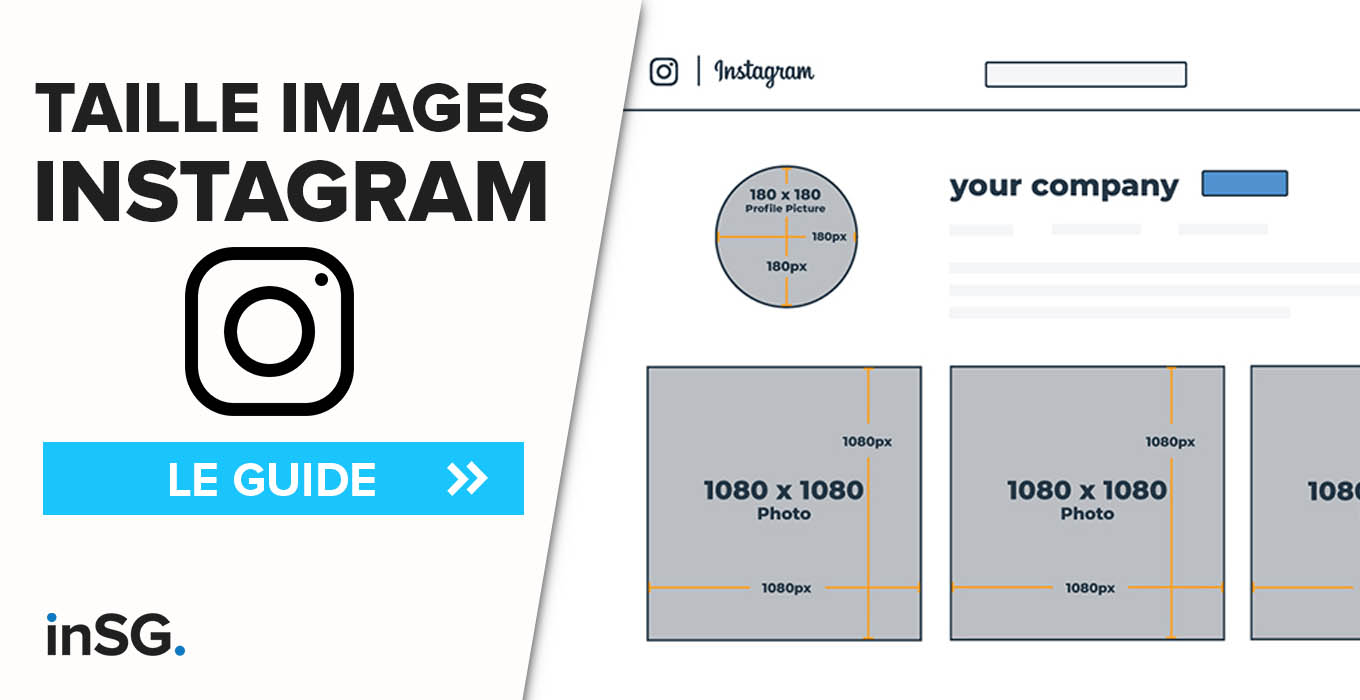 TAILLE IMAGES
INSTAGRAM
LE GUIDE
inSG.
Instagram
180 x 180
Profile Picture
180px
180px
your company
1080px
1080 x 1080
Photo
1080px
1080px
1080 x 1080
Photo
1080px